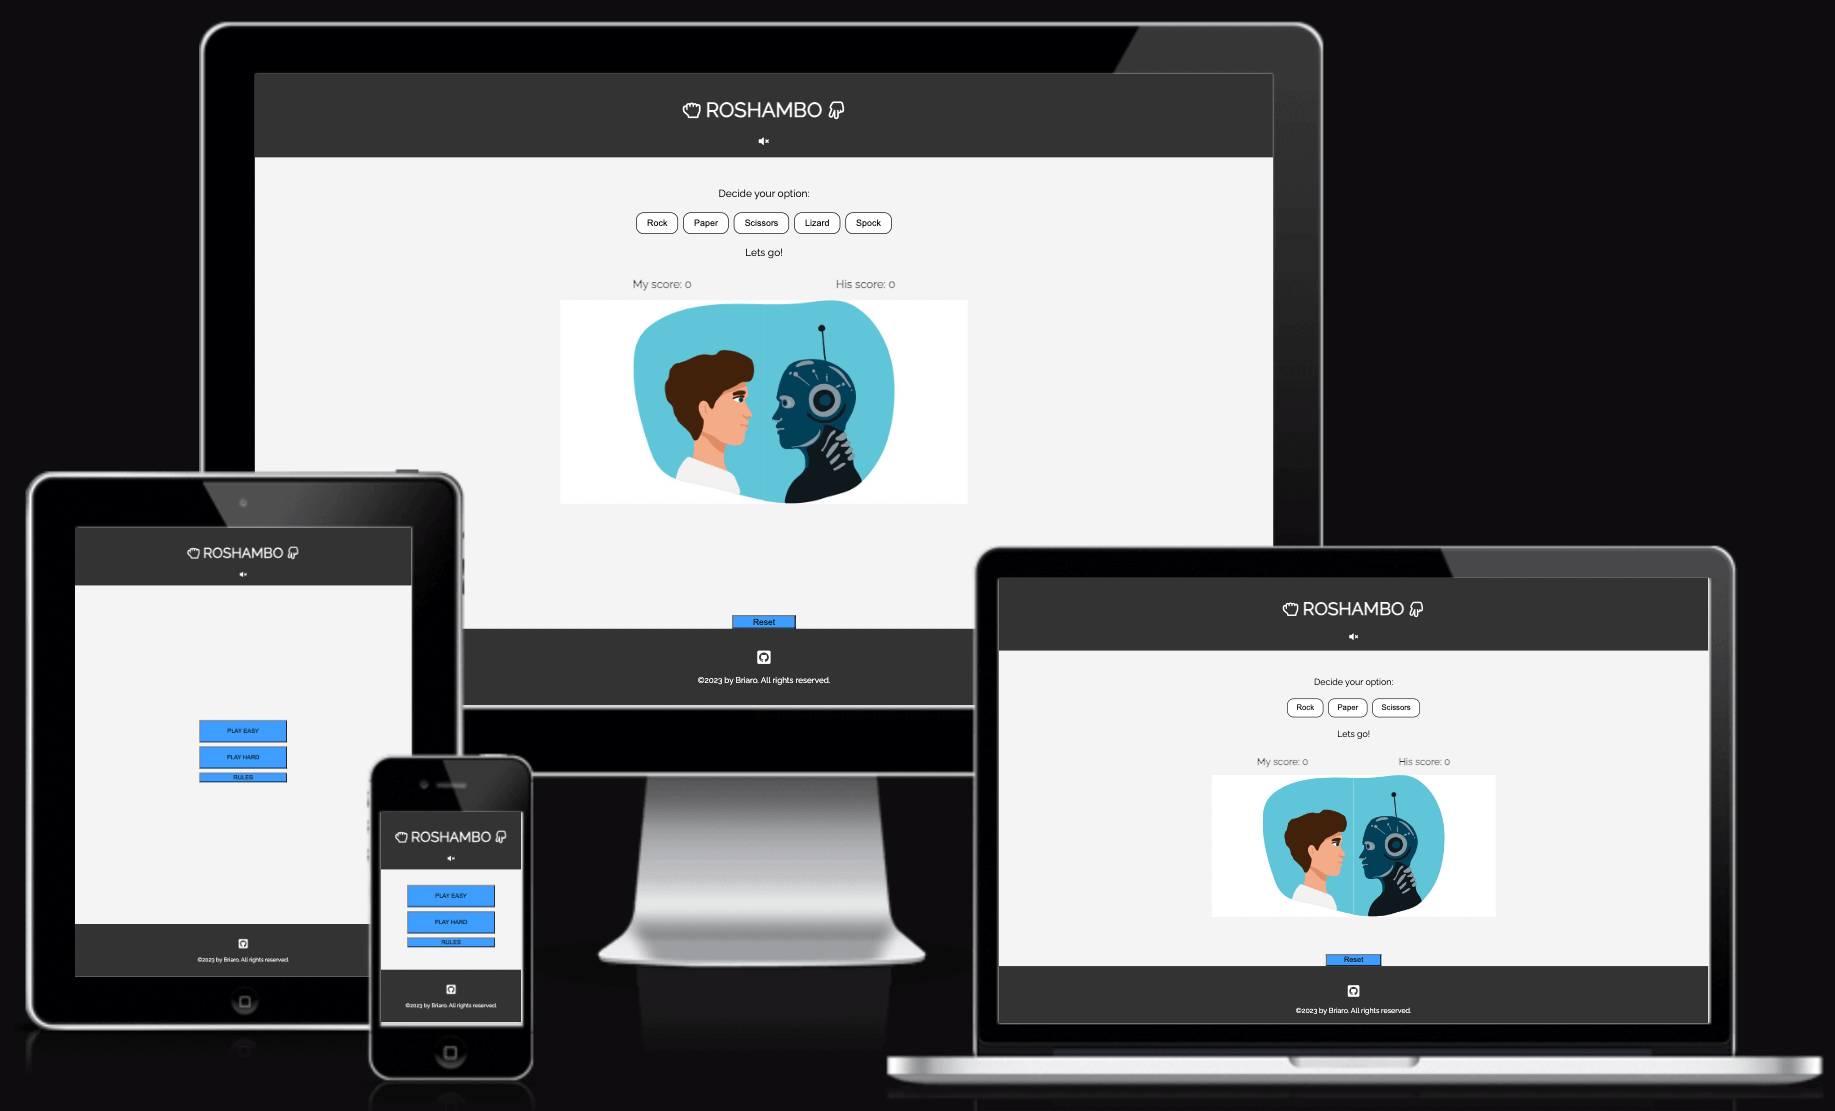 ROSHAMBO
Decide your option:
Rock Paper Scissors Lizard Spock
Lets go!
My score: 0 His score: 0
Reset
©2023 by Briaro. All rights reserved.
ROSHAMBO
PLAY EASY
PLAY HARD
RULES
©2023 by Briaro. All rights reserved.
ROSHAMBO
PLAY EASY
PLAY HARD
RULES
©2023 by Briaro. All rights reserved.
ROSHAMBO
Decide your option:
Rock Paper Scissors
Lets go!
My score: 0 His score: 0
Reset
©2023 by Briaro. All rights reserved.